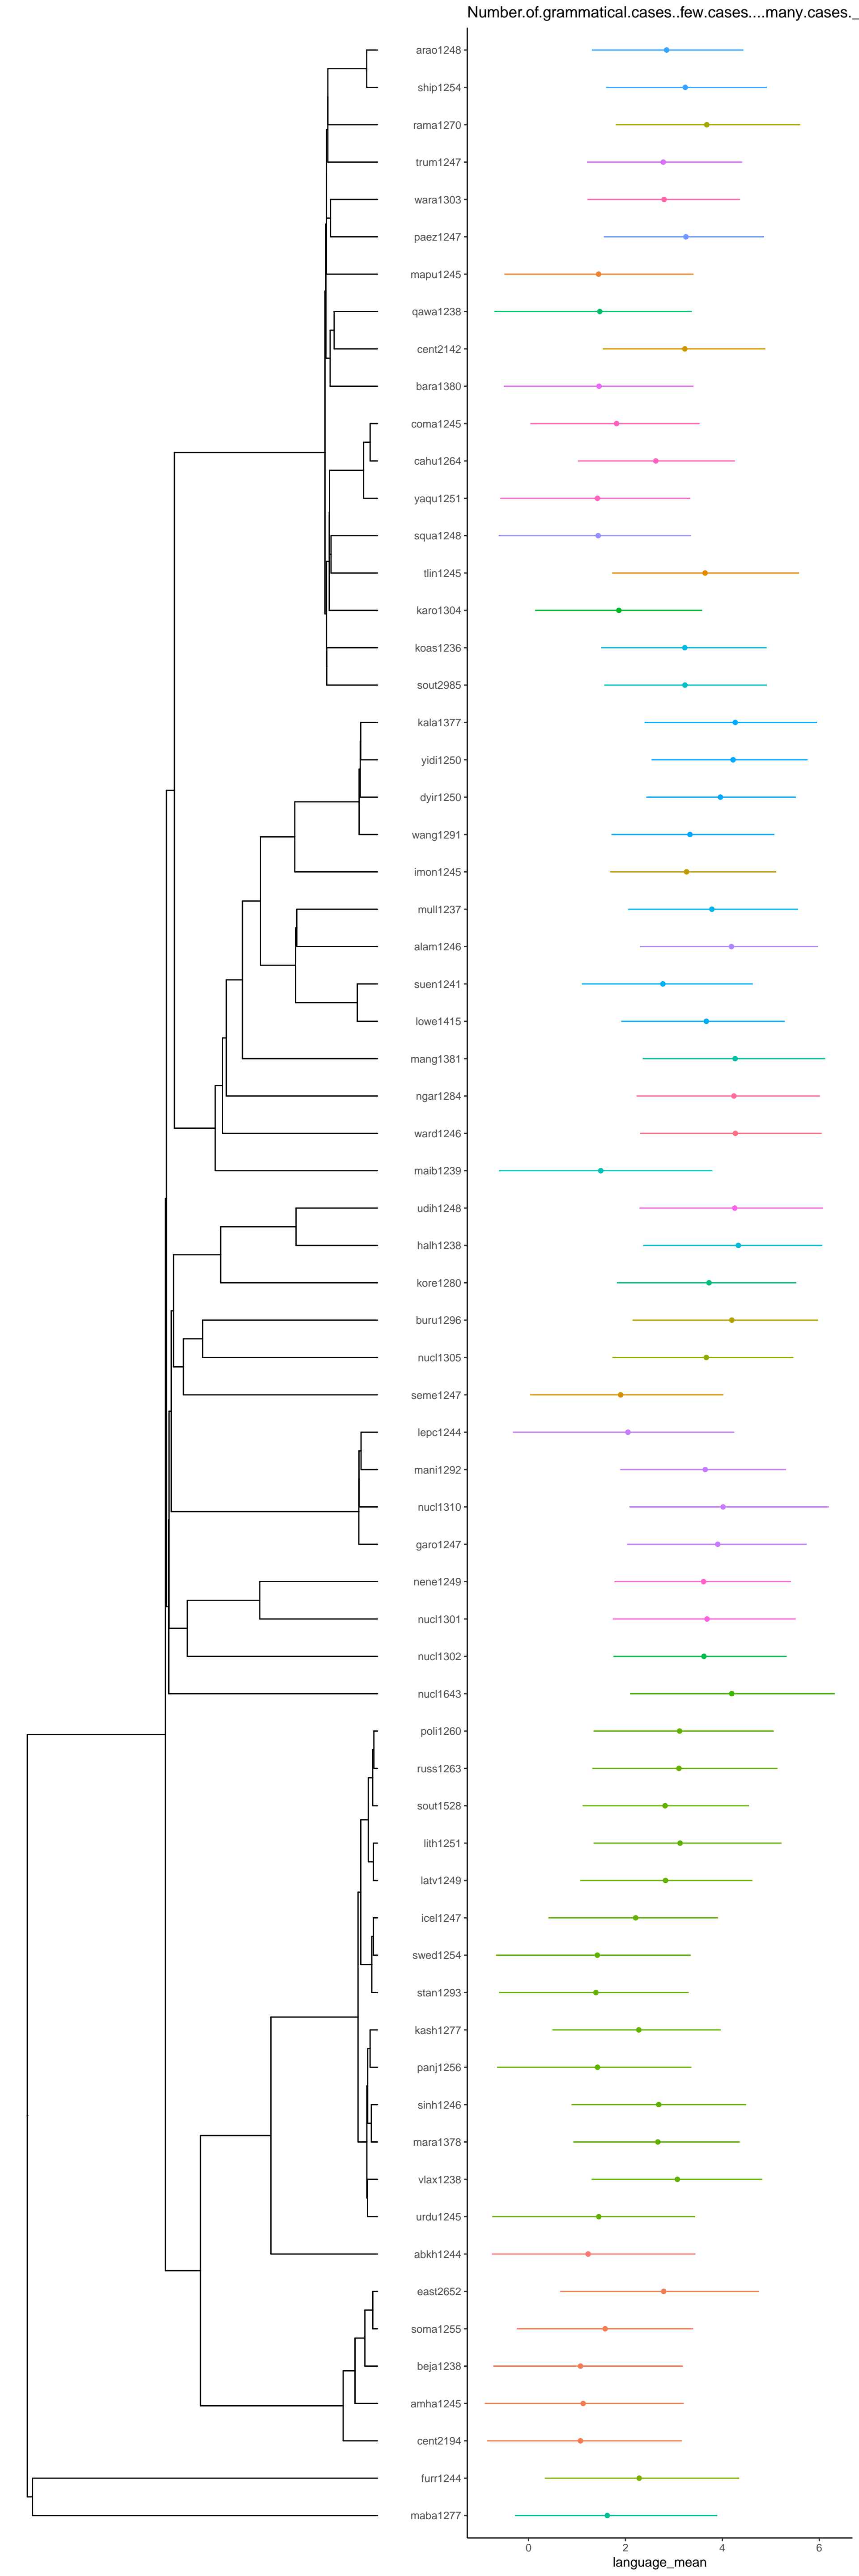 Number.of.grammatical.cases..few.cases....many.cases._
arao1248
ship1254
rama1270
trum1247
wara1303
paez1247
mapu1245
qawa1238
cent2142
bara1380
coma1245
cahu1264
yaqu1251
squa1248
tlin1245
karo1304
koas1236
sout2985
kala1377
yidi1250
dyir1250
wang1291
imon1245
mull1237
alam1246
suen1241
lowe1415
mang1381
ngar1284
ward1246
maib1239
udih1248
halh1238
kore1280
buru1296
nucl1305
seme1247
lepc1244
mani1292
nucl1310
garo1247
nene1249
nucl1301
nucl1302
nucl1643
poli1260
russ1263
sout1528
lith1251
latv1249
icel1247
swed1254
stan1293
kash1277
panj1256
sinh1246
mara1378
vlax1238
urdu1245
abkh1244
east2652
soma1255
beja1238
amha1245
cent2194
furr1244
maba1277
0 2 4 6
language_mean